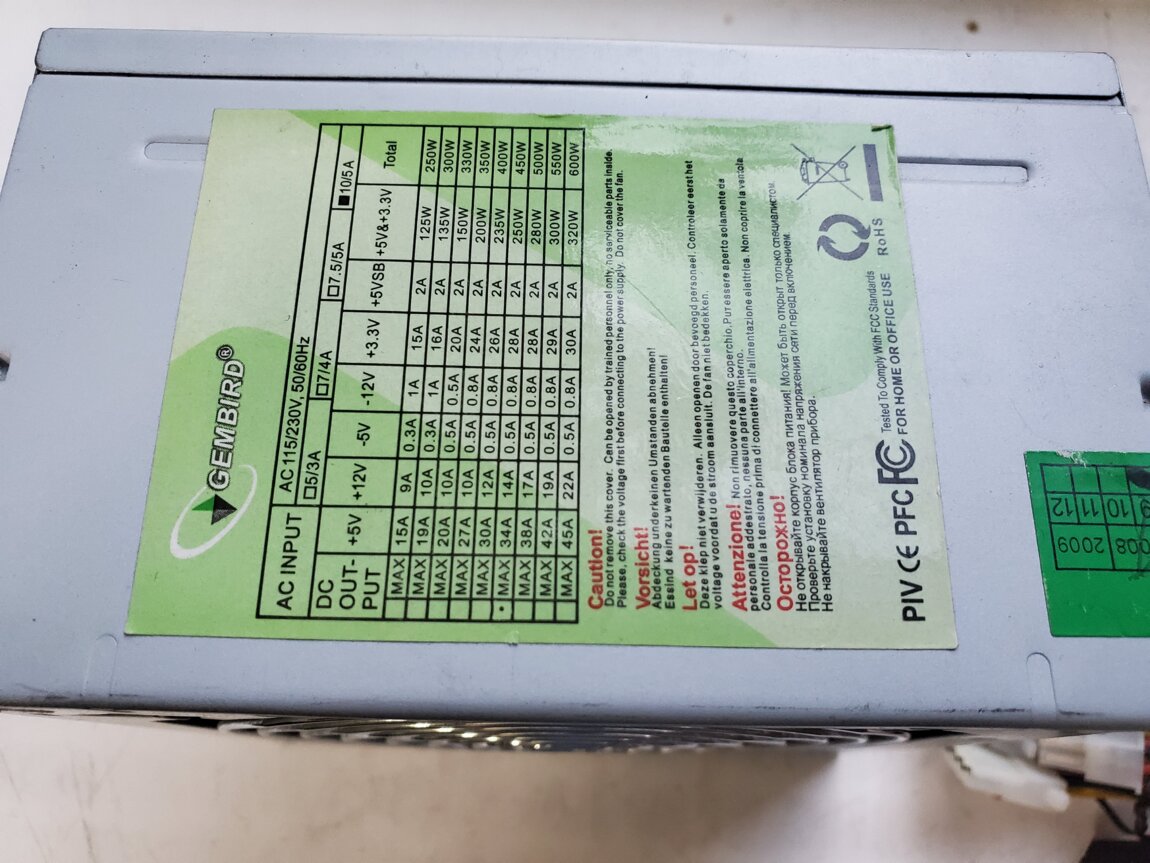 GEMBIRD®
AC INPUT AC115/230V, 50/60Hz
□5/3A □7/4A □7.5/5A ■10/5A
DC OUT-PUT +5V +12V -5V -12V +3.3V +5VSB +5V&+3.3V Total
MAX 15A 9A 0.3A 1A 15A 2A 125W 250W
MAX 19A 10A 0.3A 1A 16A 2A 135W 300W
MAX 20A 10A 0.5A 0.5A 20A 2A 150W 330W
MAX 27A 10A 0.5A 0.8A 24A 2A 200W 350W
MAX 30A 12A 0.5A 0.8A 26A 2A 235W 400W
• MAX 34A 14A 0.5A 0.8A 28A 2A 250W 450W
MAX 38A 17A 0.5A 0.8A 28A 2A 280W 500W
MAX 42A 19A 0.5A 0.8A 29A 2A 300W 550W
MAX 45A 22A 0.5A 0.8A 30A 2A 320W 600W
Caution!
Do not remove this cover. Can be opened by trained personnel only, no serviceable parts inside.
Please, check the voltage first before connecting to the power supply. Do not cover the fan.
Vorsicht!
Abdeckung underkeinen Umstanden abnehmen!
Essind keine zu wartenden Bauteile enthalten!
Let op!
Deze klep niet verwijderen. Alleen openen door bevoegd personeel. Controleer eerst het
voltage voordat u de stroom aansluit. De fan niet bedekken.
Attenzione! Non rimuovere questo coperchio. Put essere aperto solamente da
personale addestrato, nessuna parte all'interno.
Controlla la tensione prima di connettere all'alimentazione elettrica. Non coprire la ventola
Осторожно!
Не открывайте корпус блока питания! Может быть открыт только специалистом.
Проверьте установку номинала напряжения сети перед включением.
Не накрывайте вентилятор прибора.
PIV CE PFC FC Tested To Comply With FCC Standards
FOR HOME OR OFFICE USE RoHS
2009
9 10 11 12